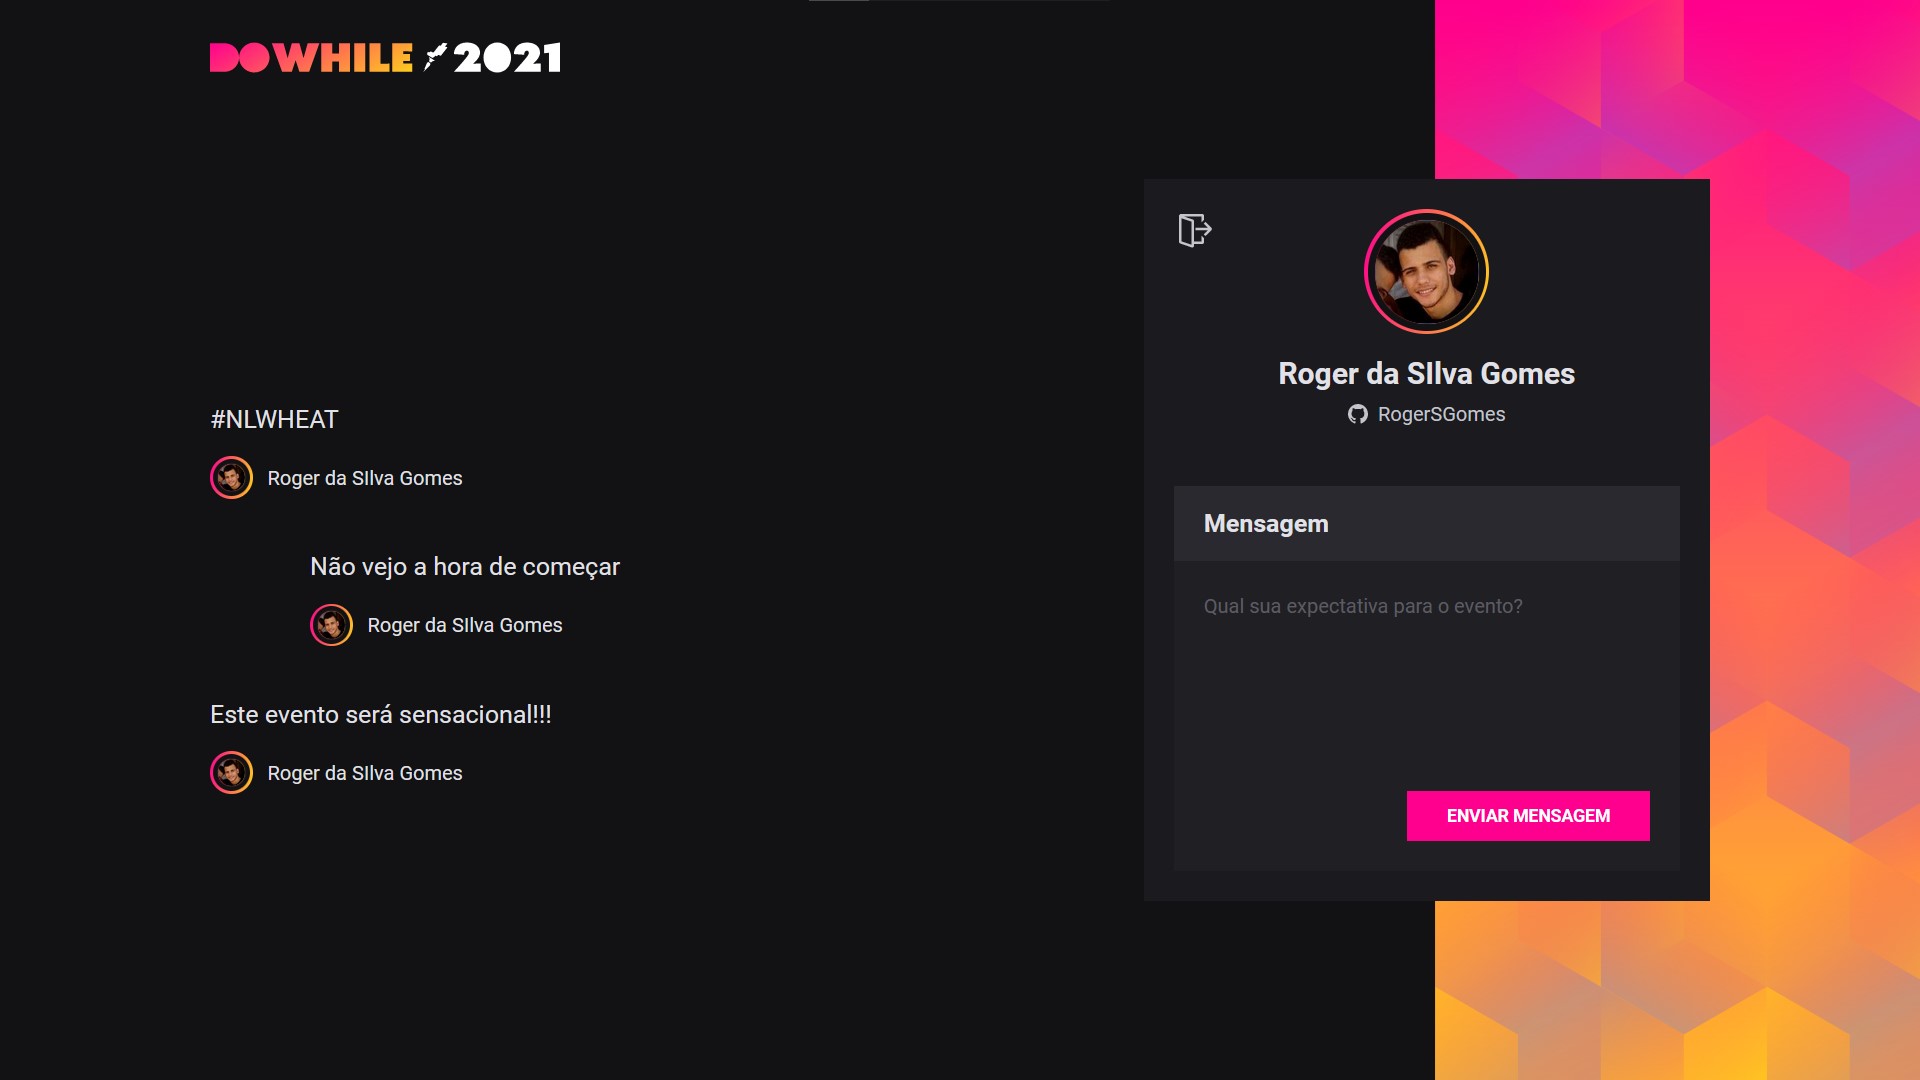 DOWHILE 2021
#NLWHEAT
Roger da SIlva Gomes
Não vejo a hora de começar
Roger da SIlva Gomes
Este evento será sensacional!!!
Roger da SIlva Gomes
Roger da SIlva Gomes
RogerSGomes
Mensagem
Qual sua expectativa para o evento?
ENVIAR MENSAGEM